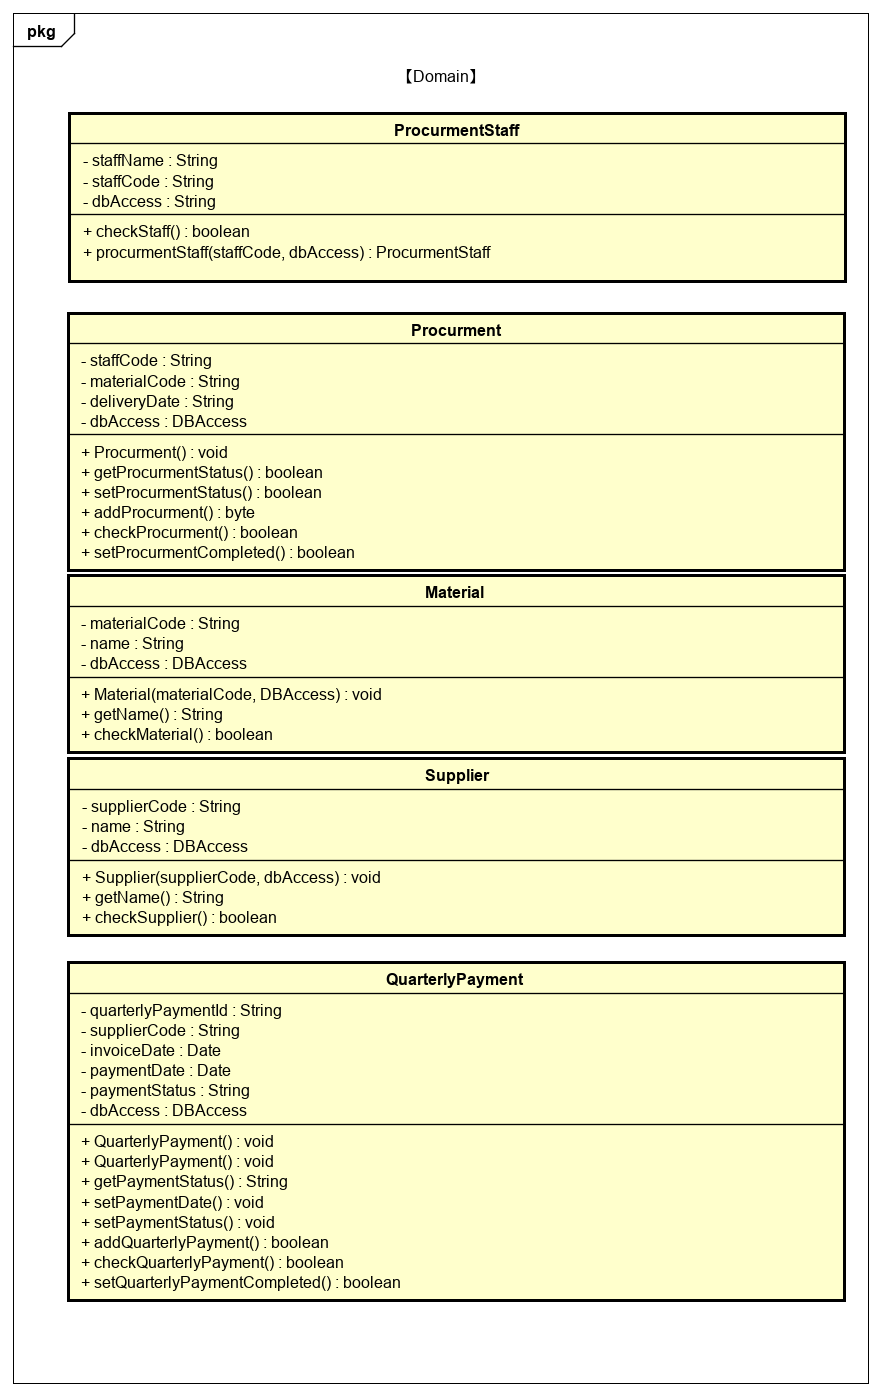 pkg
【Domain】
ProcurmentStaff
- staffName : String
- staffCode : String
- dbAccess : String
+ checkStaff() : boolean
+ procurmentStaff(staffCode, dbAccess) : ProcurmentStaff
Procurment
- staffCode : String
- materialCode : String
- deliveryDate : String
- dbAccess : DBAccess
+ Procurment() : void
+ getProcurmentStatus() : boolean
+ setProcurmentStatus() : boolean
+ addProcurment() : byte
+ checkProcurment() : boolean
+ setProcurmentCompleted() : boolean
Material
- materialCode : String
- name : String
- dbAccess : DBAccess
+ Material(materialCode, DBAccess) : void
+ getName() : String
+ checkMaterial() : boolean
Supplier
- supplierCode : String
- name : String
- dbAccess : DBAccess
+ Supplier(supplierCode, dbAccess) : void
+ getName() : String
+ checkSupplier() : boolean
QuarterlyPayment
- quarterlyPaymentId : String
- supplierCode : String
- invoiceDate : Date
- paymentDate : Date
- paymentStatus : String
- dbAccess : DBAccess
+ QuarterlyPayment() : void
+ QuarterlyPayment() : void
+ getPaymentStatus() : String
+ setPaymentDate() : void
+ setPaymentStatus() : void
+ addQuarterlyPayment() : boolean
+ checkQuarterlyPayment() : boolean
+ setQuarterlyPaymentCompleted() : boolean